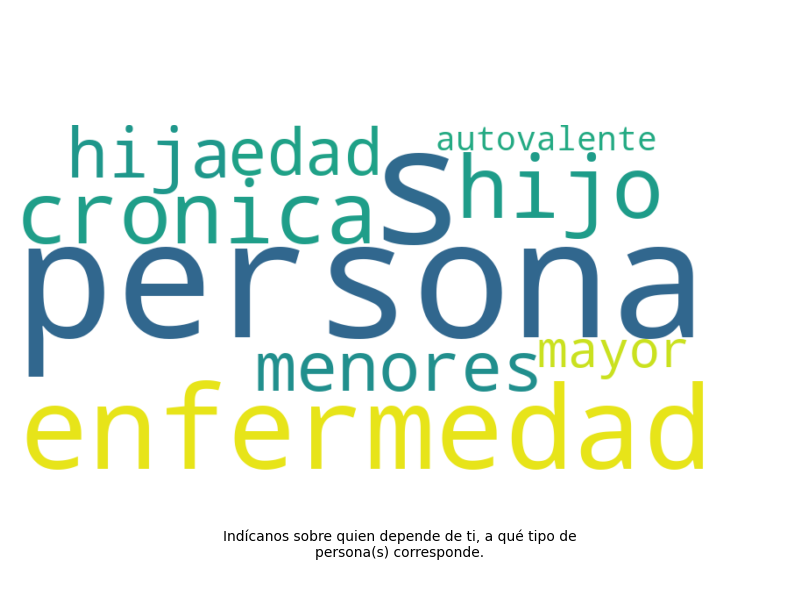 hija edad autovalente
cronica s hijo
persona
menores mayor
enfermedad
Indícanos sobre quien depende de ti, a qué tipo de
persona(s) corresponde.